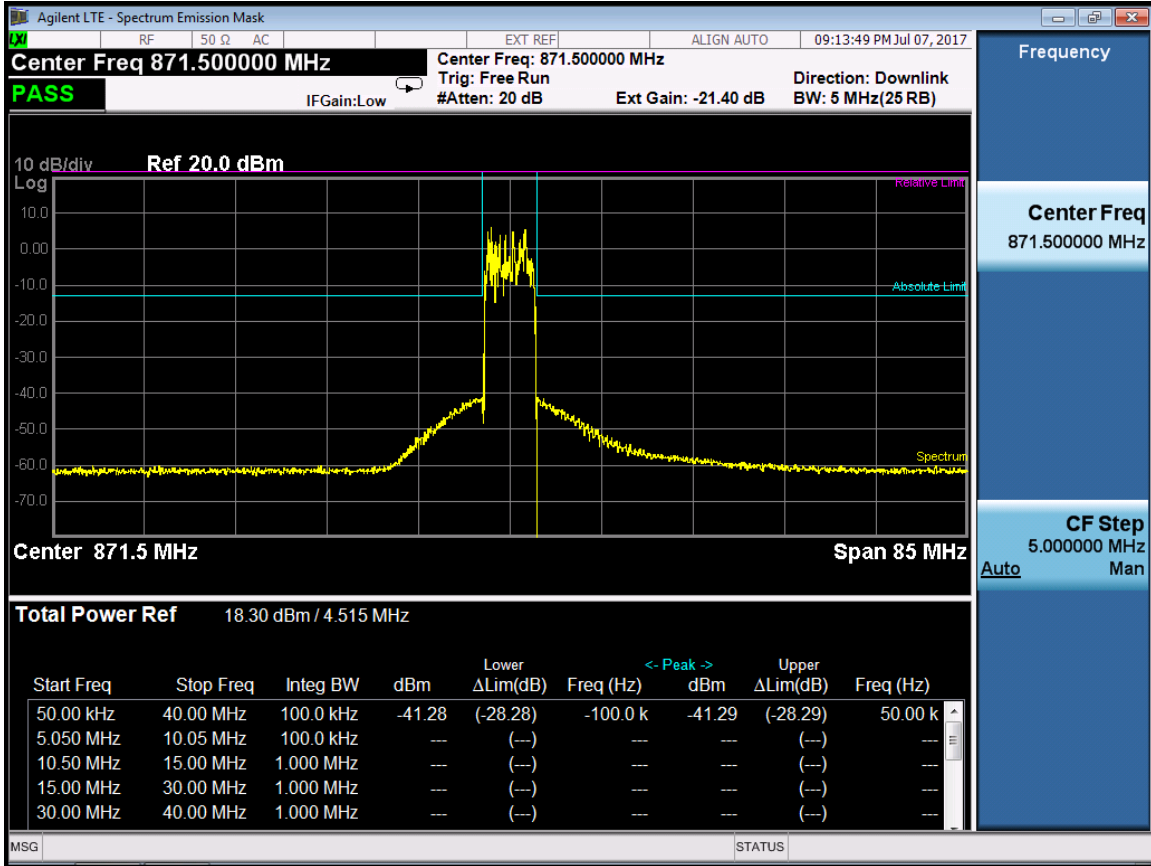 Agilent LTE - Spectrum Emission Mask
LXI RF 50 Ω AC EXT REF ALIGN AUTO 09:13:49 PM Jul 07, 2017
Center Freq 871.500000 MHz
Center Freq: 871.500000 MHz
Trig: Free Run Direction: Downlink
PASS
IFGain:Low #Atten: 20 dB Ext Gain: -21.40 dB BW: 5 MHz(25 RB)
10 dB/div Ref 20.0 dBm
Log
Relative Limit
10.0
0.00
-10.0
Absolute Limit
-20.0
-30.0
-40.0
-50.0
-60.0
Spectrum
-70.0
Center 871.5 MHz Span 85 MHz
Total Power Ref 18.30 dBm / 4.515 MHz
Lower <- Peak -> Upper
Start Freq Stop Freq Integ BW dBm ΔLim(dB) Freq (Hz) dBm ΔLim(dB) Freq (Hz)
50.00 kHz 40.00 MHz 100.0 kHz -41.28 (-28.28) -100.0 k -41.29 (-28.29) 50.00 k
5.050 MHz 10.05 MHz 100.0 kHz --- (---) --- --- (---) ---
10.50 MHz 15.00 MHz 1.000 MHz --- (---) --- --- (---) ---
15.00 MHz 30.00 MHz 1.000 MHz --- (---) --- --- (---) ---
30.00 MHz 40.00 MHz 1.000 MHz --- (---) --- --- (---) ---
MSG STATUS
Frequency
Center Freq
871.500000 MHz
CF Step
5.000000 MHz
Auto Man